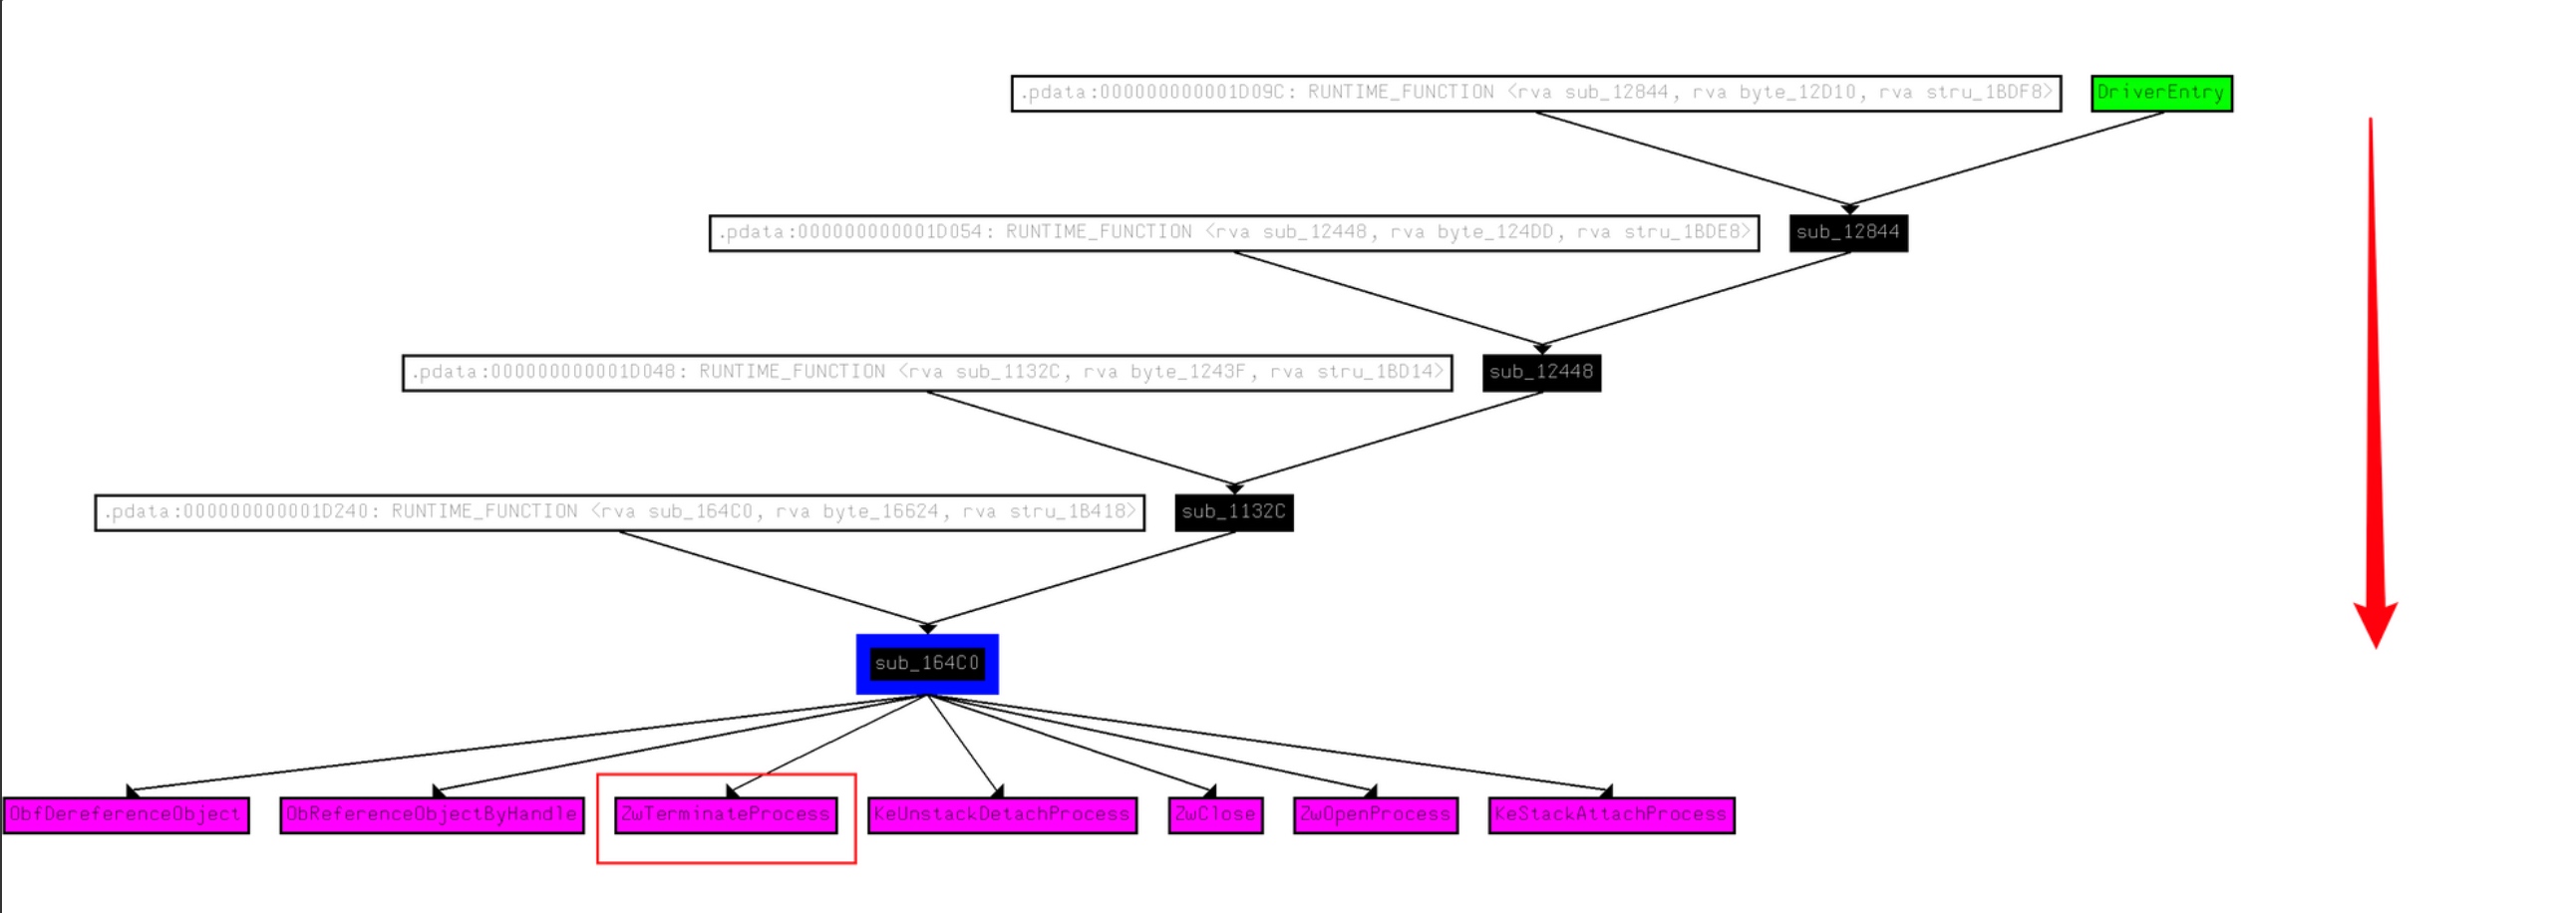 .pdata:000000000001D09C: RUNTIME_FUNCTION <rva sub_12844, rva byte_12D10, rva stru_1BDF8>
DriverEntry
.pdata:000000000001D054: RUNTIME_FUNCTION <rva sub_12448, rva byte_124DD, rva stru_1BDE8>
sub_12844
.pdata:000000000001D048: RUNTIME_FUNCTION <rva sub_1132C, rva byte_1243F, rva stru_1BD14>
sub_12448
.pdata:000000000001D240: RUNTIME_FUNCTION <rva sub_164C0, rva byte_16624, rva stru_1B418>
sub_1132C
sub_164C0
ObfDereferenceObject
ObReferenceObjectByHandle
ZwTerminateProcess
KeUnstackDetachProcess
ZwClose
ZwOpenProcess
KeStackAttachProcess